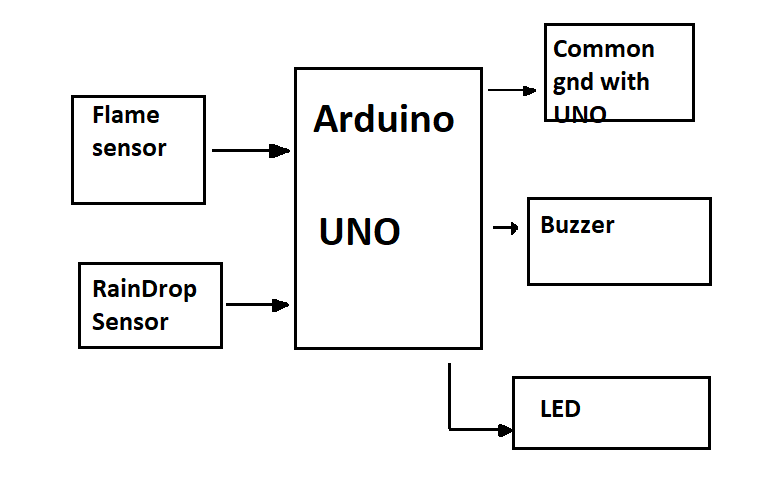 Flame
sensor
RainDrop
Sensor
Arduino
UNO
Common
gnd with
UNO
Buzzer
LED